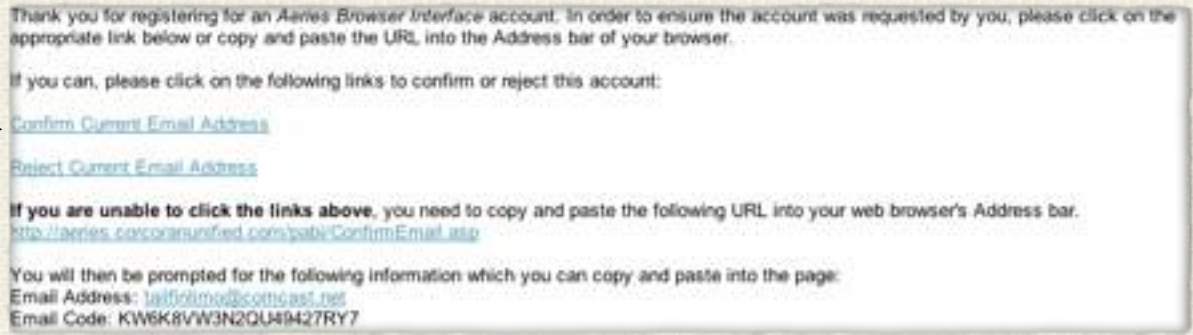 Thank you for registering for an Aeries Browser Interface account. In order to ensure the account was requested by you, please click on the
appropriate link below or copy and paste the URL into the Address bar of your browser.
If you can, please click on the following links to confirm or reject this account:
Confirm Current Email Address
Reject Current Email Address
If you are unable to click the links above, you need to copy and paste the following URL into your web browser's Address bar.
http://aeries.corcoranunified.com/pabi/ConfirmEmail.asp
You will then be prompted for the following information which you can copy and paste into the page:
Email Address:
Email Code: KW6K8VW3N2QU49427RY7